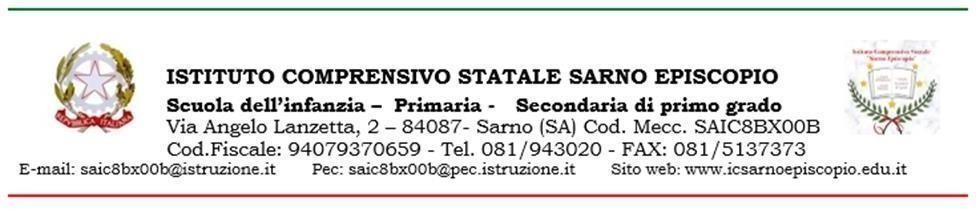 ISTITUTO COMPRENSIVO STATALE SARNO EPISCOPIO
Scuola dell’infanzia – Primaria - Secondaria di primo grado
Via Angelo Lanzetta, 2 – 84087- Sarno (SA) Cod. Mecc. SAIC8BX00B
Cod.Fiscale: 94079370659 - Tel. 081/943020 - FAX: 081/5137373
E-mail: saic8bx00b@istruzione.it Pec: saic8bx00b@pec.istruzione.it Sito web: www.icsarnoepiscopio.edu.it
REPVBBLICA ITALIANA
Istituto Comprensivo Statale
"Sarno Episcopio"